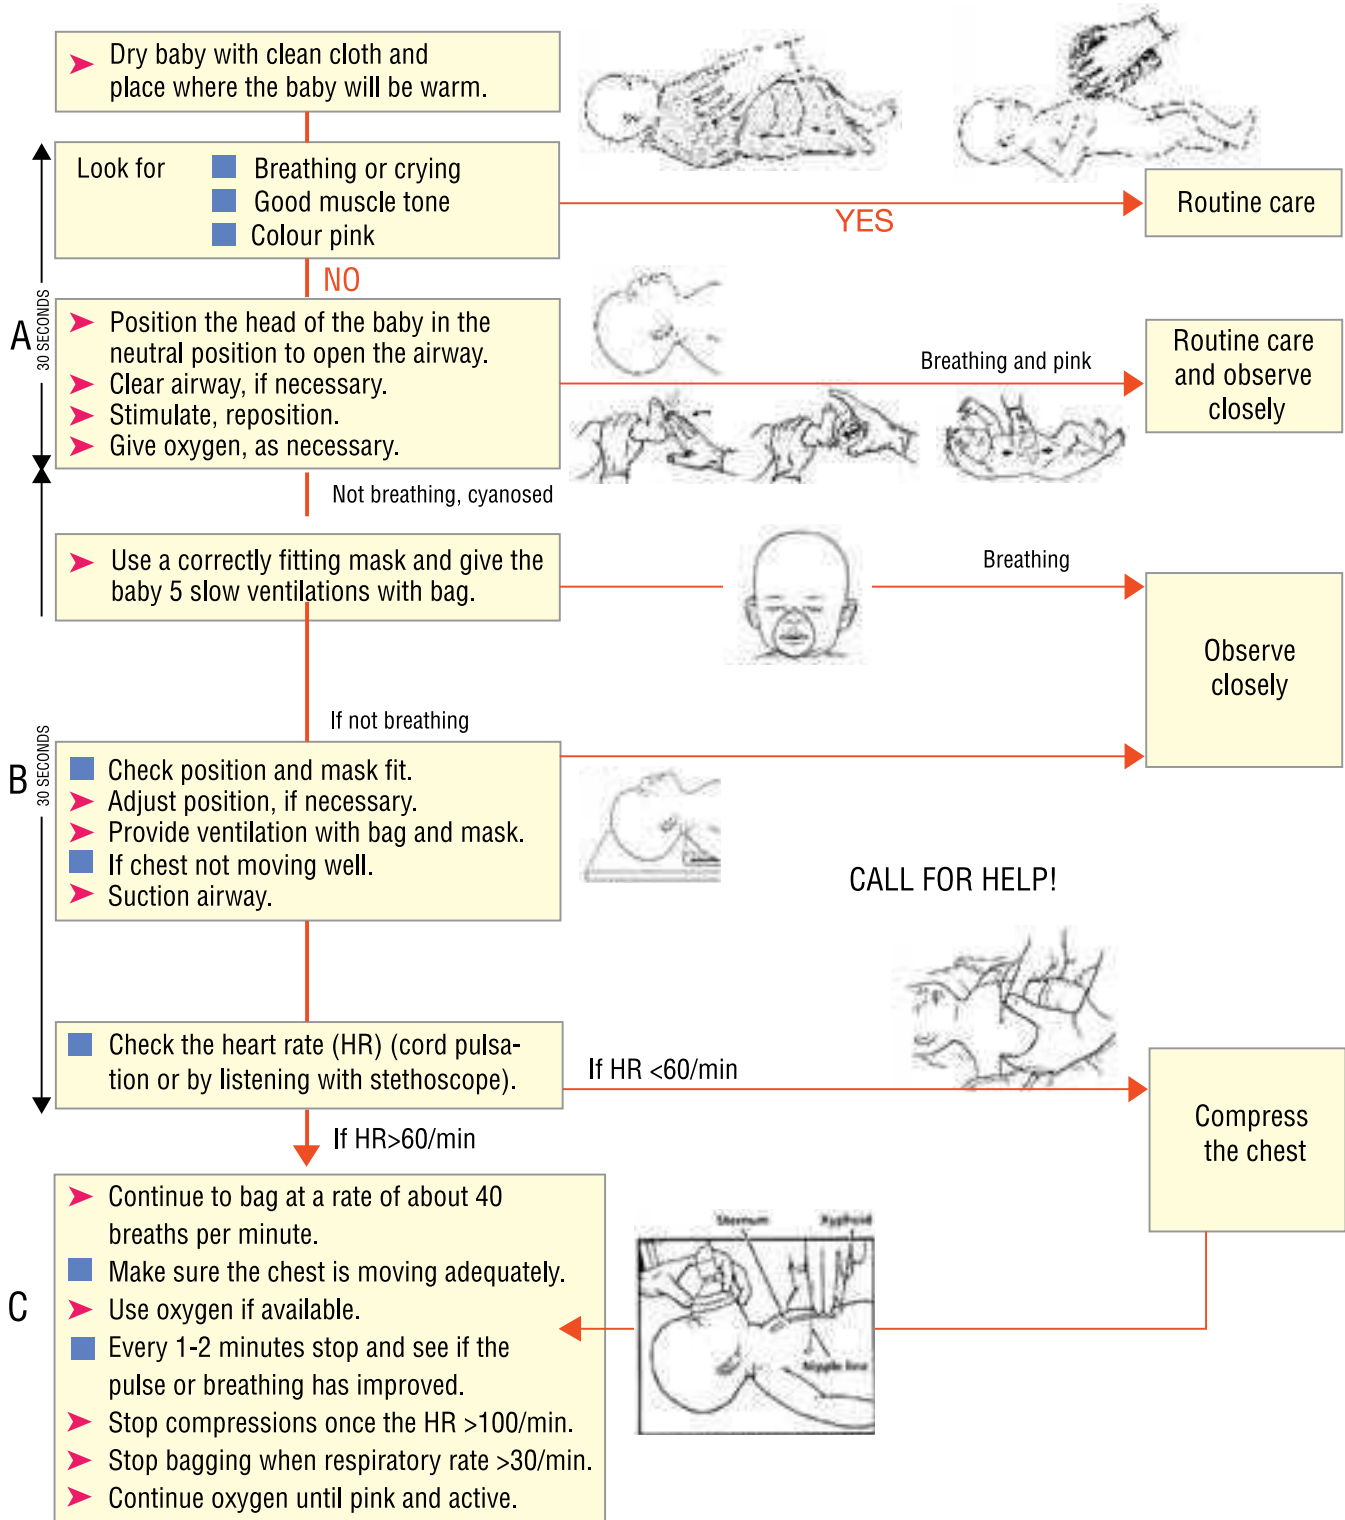 Dry baby with clean cloth and
place where the baby will be warm.
Look for
Breathing or crying
Good muscle tone
Colour pink
YES
Routine care
NO
A
30 SECONDS
Position the head of the baby in the
neutral position to open the airway.
Clear airway, if necessary.
Stimulate, reposition.
Give oxygen, as necessary.
Breathing and pink
Routine care
and observe
closely
Not breathing, cyanosed
Use a correctly fitting mask and give the
baby 5 slow ventilations with bag.
Breathing
Observe
closely
If not breathing
B
30 SECONDS
Check position and mask fit.
Adjust position, if necessary.
Provide ventilation with bag and mask.
If chest not moving well.
Suction airway.
CALL FOR HELP!
Check the heart rate (HR) (cord pulsa-
tion or by listening with stethoscope).
If HR <60/min
Compress
the chest
If HR>60/min
C
Continue to bag at a rate of about 40
breaths per minute.
Make sure the chest is moving adequately.
Use oxygen if available.
Every 1-2 minutes stop and see if the
pulse or breathing has improved.
Stop compressions once the HR >100/min.
Stop bagging when respiratory rate >30/min.
Continue oxygen until pink and active.
Sternum
Xyphoid
Nipple line